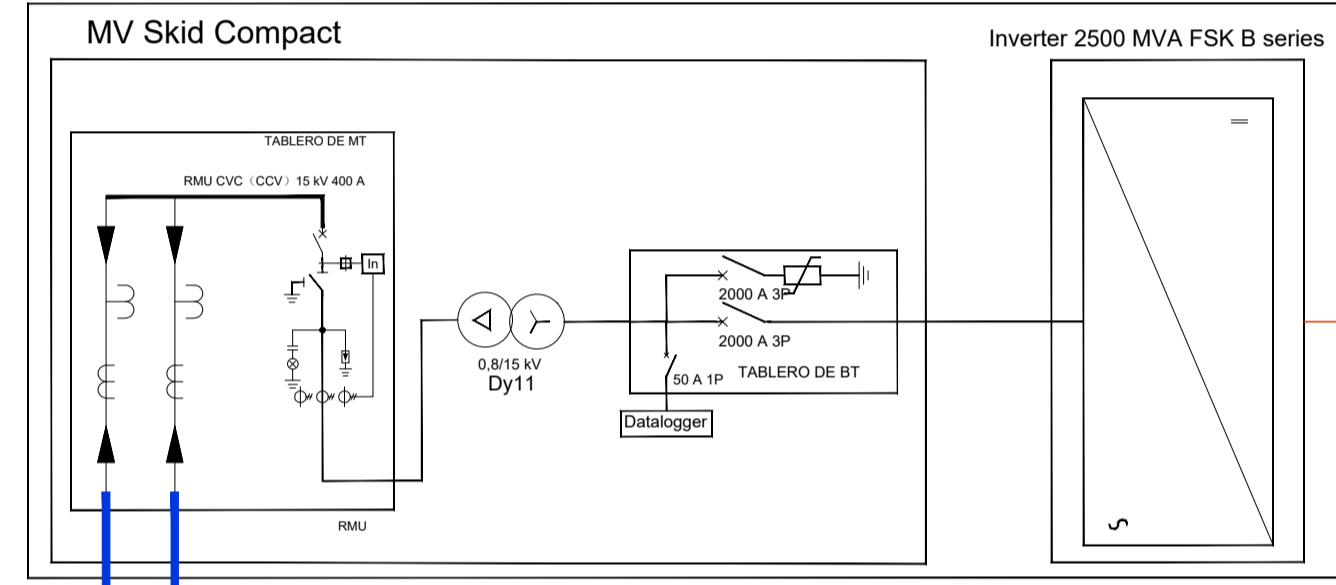 MV Skid Compact
Inverter 2500 MVA FSK B series
TABLERO DE MT
RMU CVC（CCV）15 kV 400 A
In
2000 A 3P
2000 A 3P
0,8/15 kV
Dy11
50 A 1P
TABLERO DE BT
Datalogger
RMU